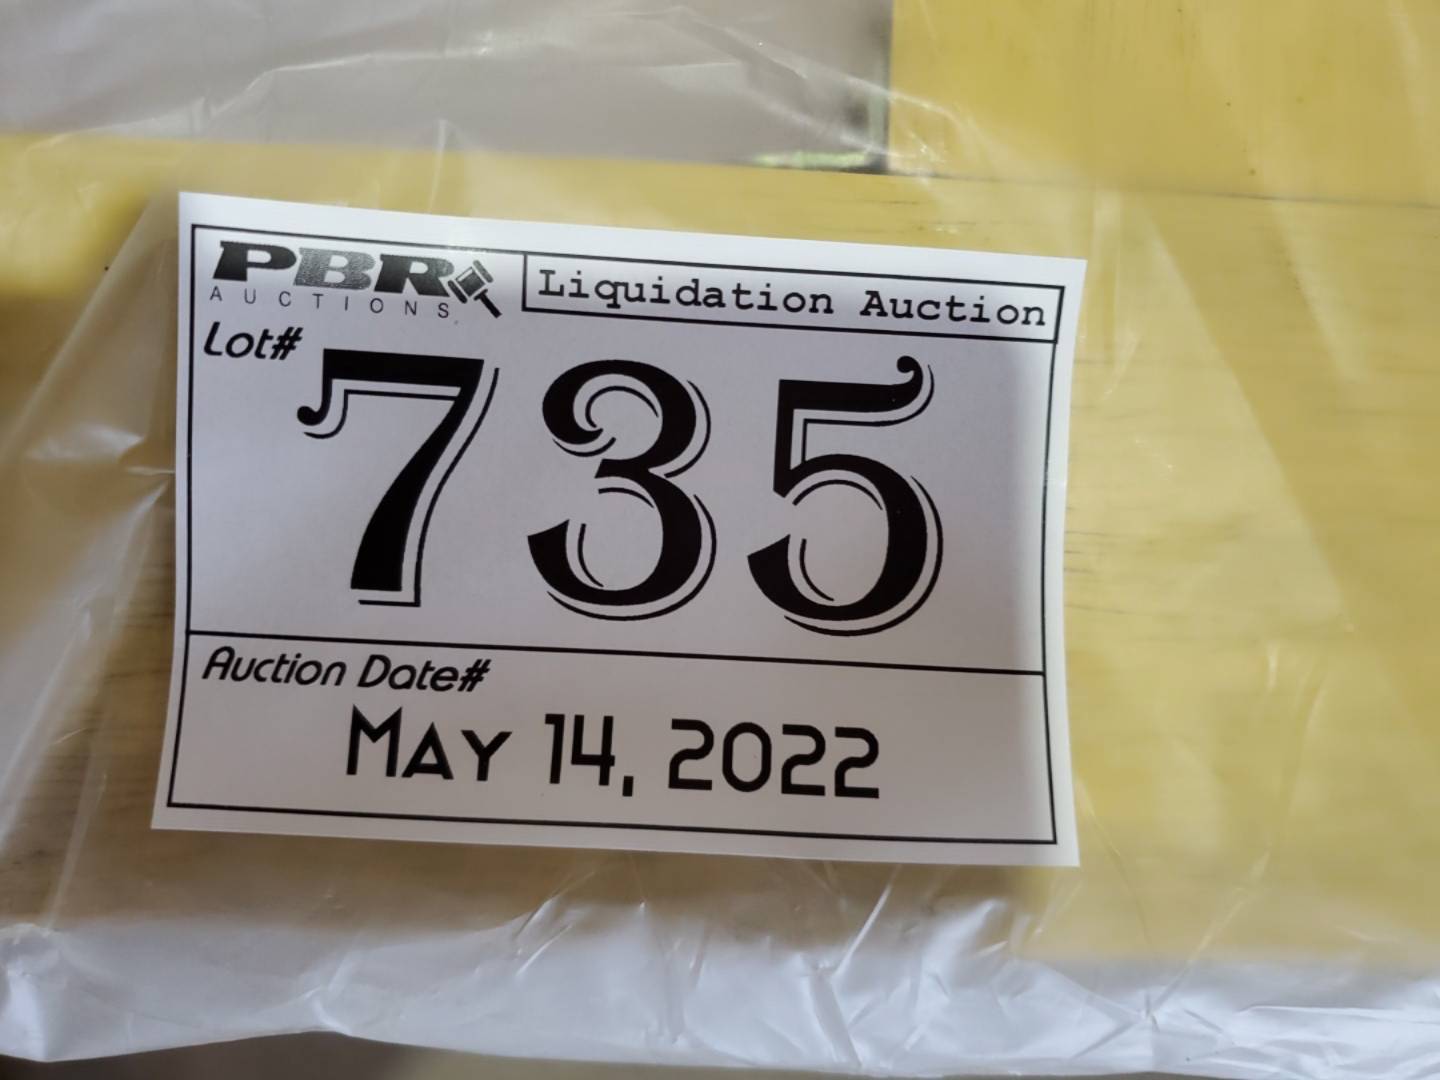 PBR
AUCTIONS
Liquidation Auction
Lot#
735
Auction Date#
May 14, 2022